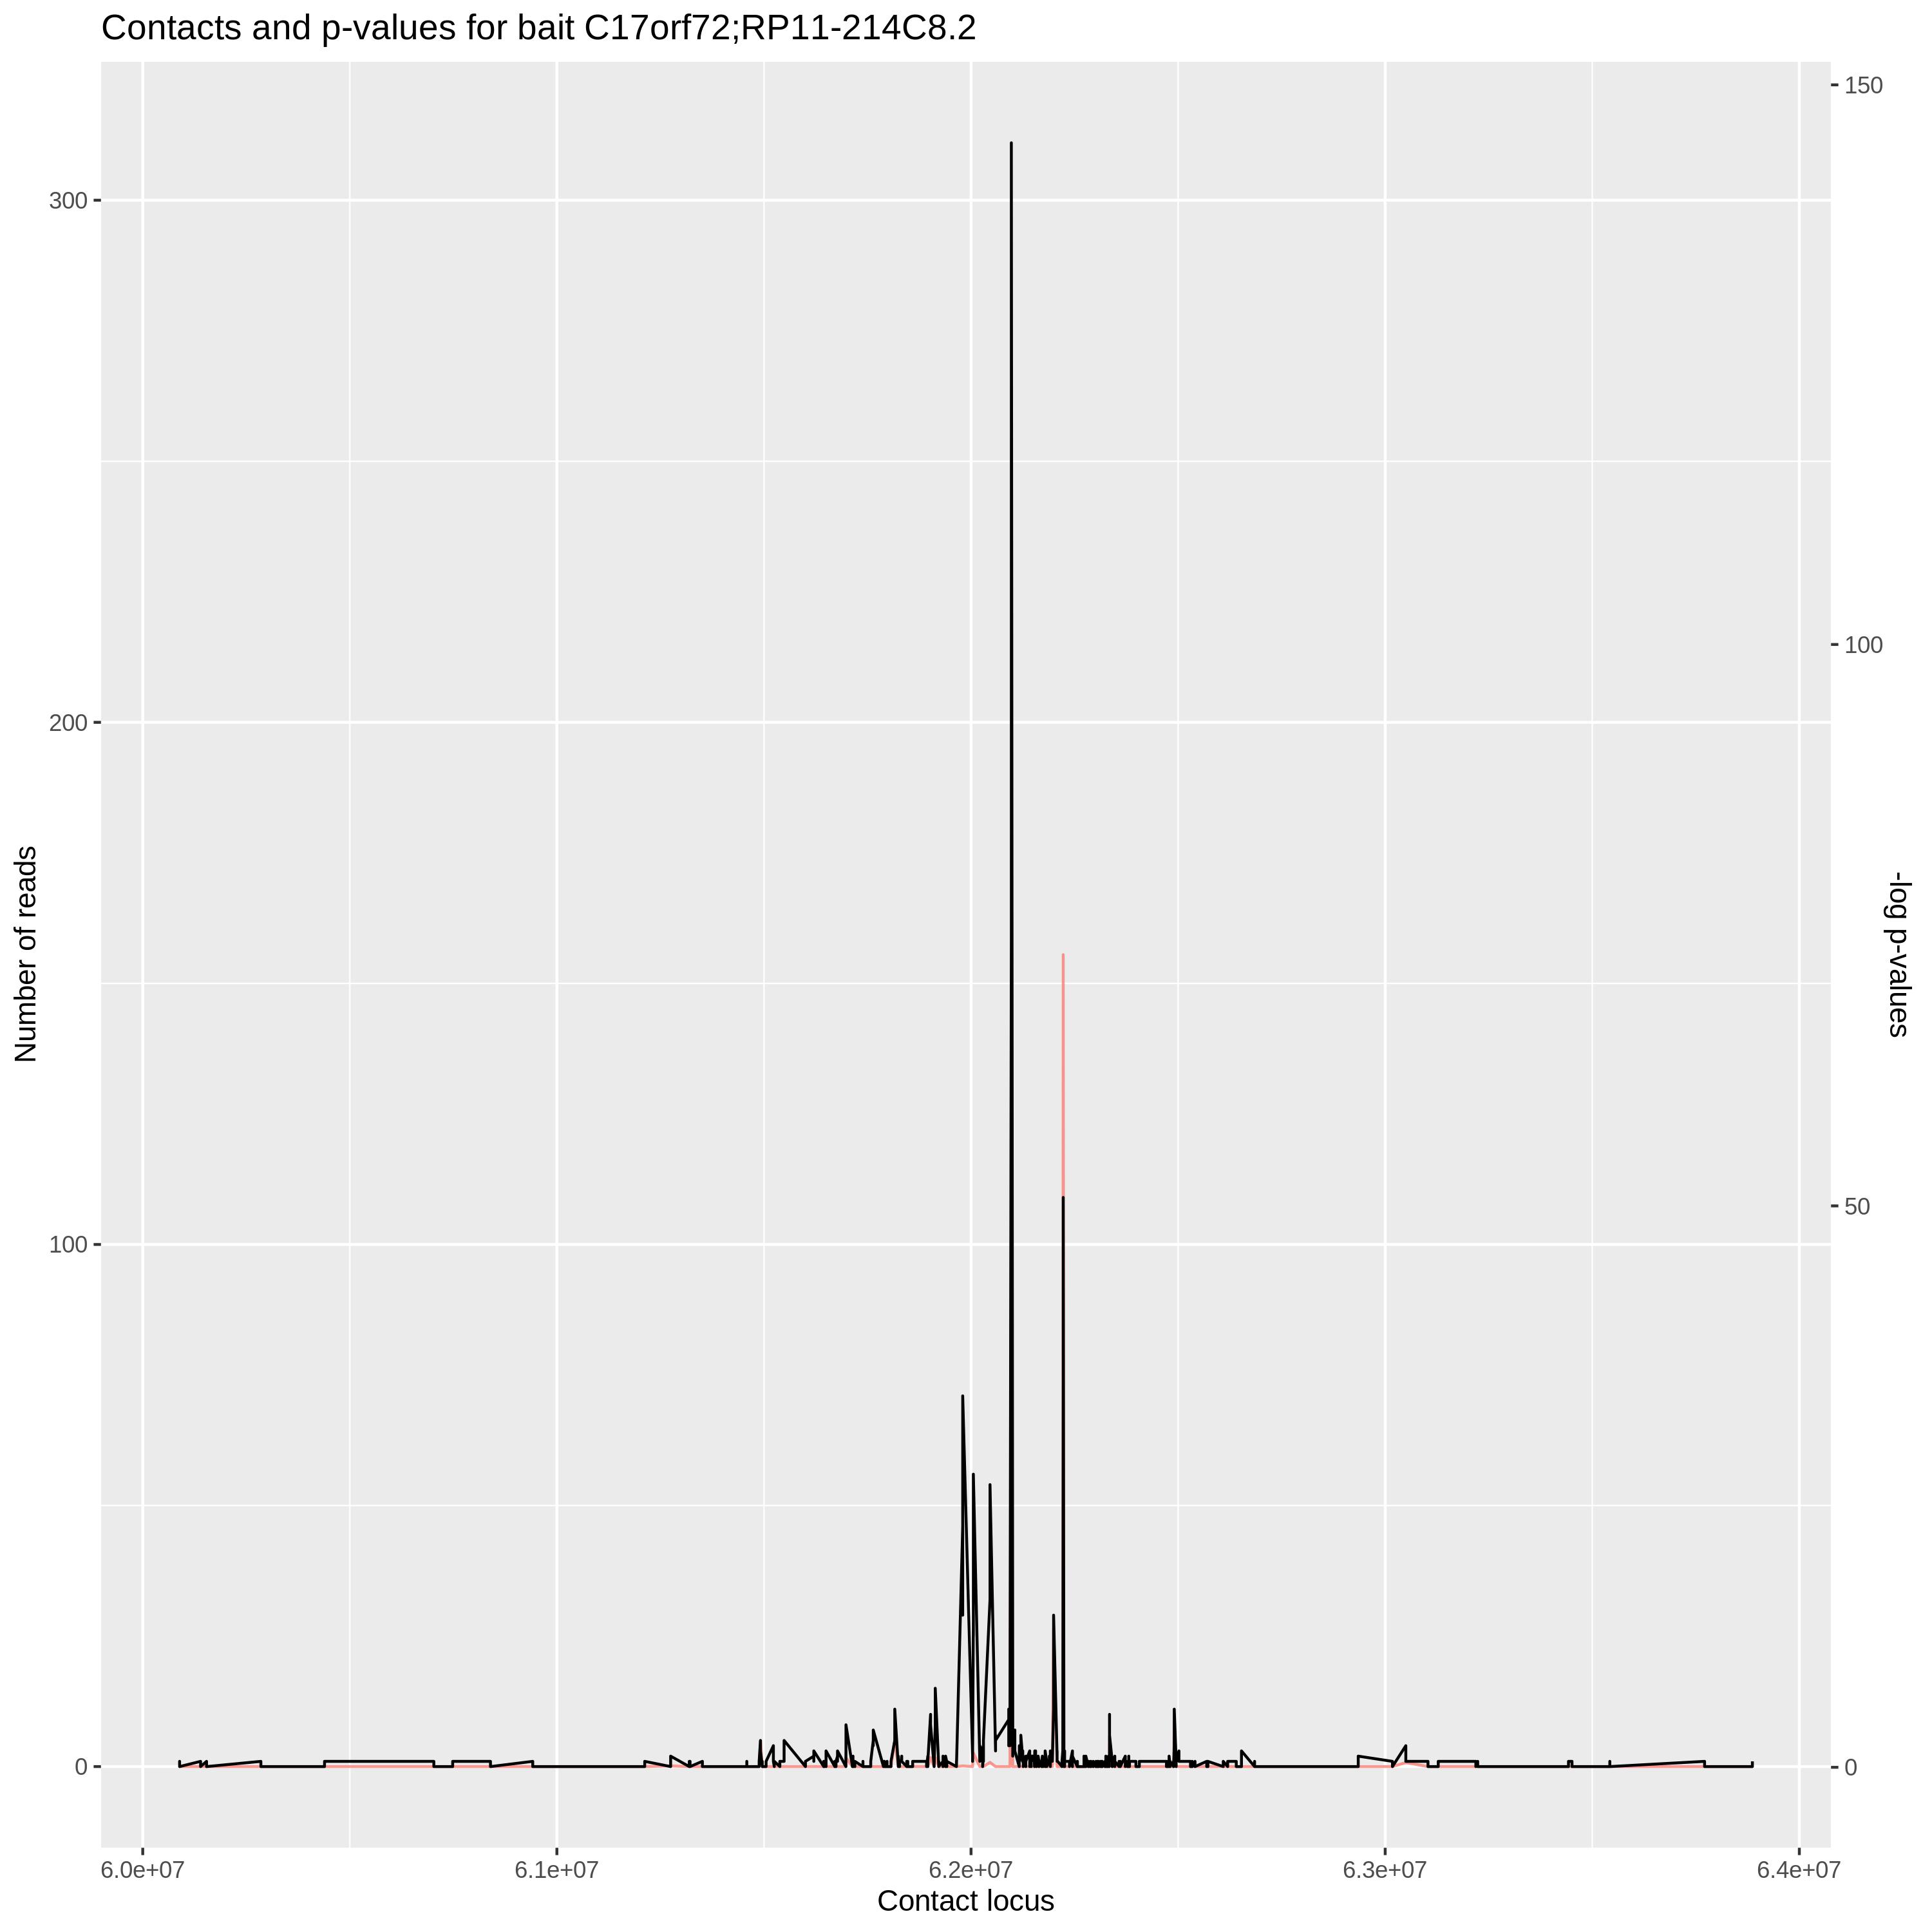 Contacts and p-values for bait C17orf72;RP11-214C8.2
150
300
100
200
Number of reads
-log p-values
50
100
0
0
6.0e+07
6.1e+07
6.2e+07
6.3e+07
6.4e+07
Contact locus